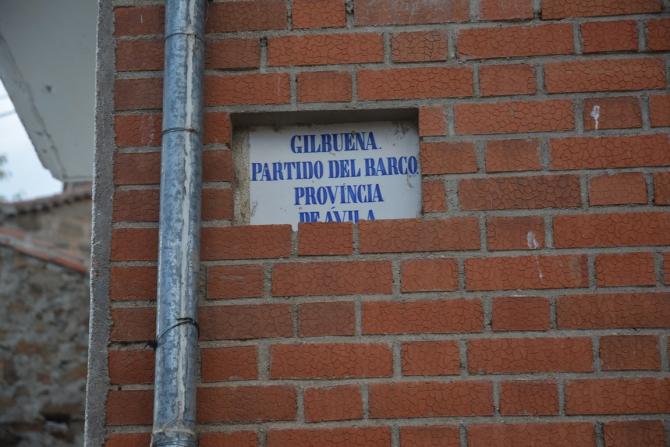 GILBUENA.
PARTIDO DEL BARCO
PROVÍNCIA
DE ÁVILA